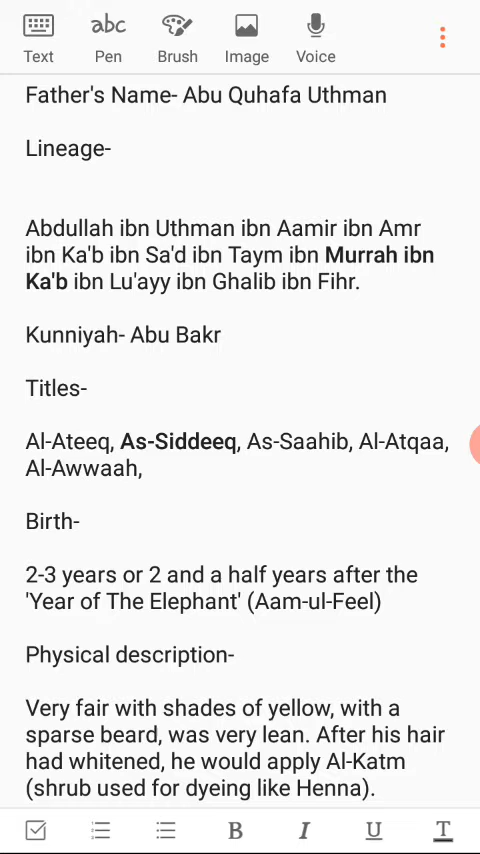 Text
Pen
Brush
Image
Voice
Father's Name- Abu Quhafa Uthman
Lineage-
Abdullah ibn Uthman ibn Aamir ibn Amr
ibn Ka'b ibn Sa'd ibn Taym ibn Murrah ibn
Ka'b ibn Lu'ayy ibn Ghalib ibn Fihr.
Kunniyah- Abu Bakr
Titles-
Al-Ateeq, As-Siddeeq, As-Saahib, Al-Atqaa,
Al-Awwaah,
Birth-
2-3 years or 2 and a half years after the
'Year of The Elephant' (Aam-ul-Feel)
Physical description-
Very fair with shades of yellow, with a
sparse beard, was very lean. After his hair
had whitened, he would apply Al-Katm
(shrub used for dyeing like Henna).
B I U T